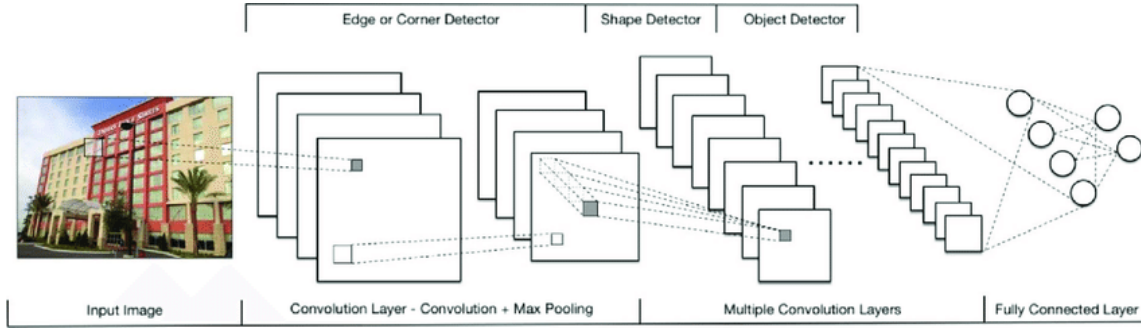 Edge or Corner Detector
Shape Detector
Object Detector
Input Image
Convolution Layer - Convolution + Max Pooling
Multiple Convolution Layers
Fully Connected Layer